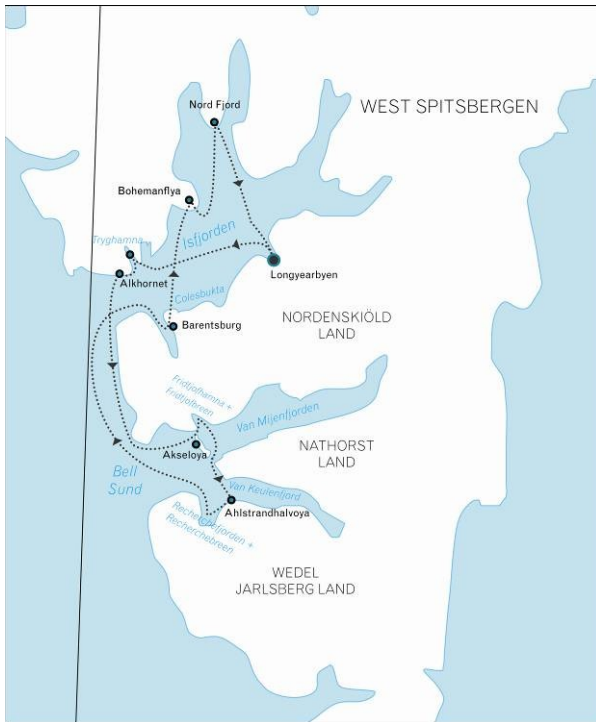 Nord Fjord
WEST SPITSBERGEN
Bohemanflya
Isfjorden
Tryghamna
Alkhornet
Longyearbyen
Colesbukta
NORDENSKIÖLD
LAND
Barentsburg
Fridtjofhamna +
Fridtjofbreen
Van Mijenfjorden
Akseloya
NATHORST
LAND
Bell
Sund
Van Keulenfjord
Ahlstrandhalvoya
Recherchefjorden +
Recherchebreen
WEDEL
JARLSBERG LAND